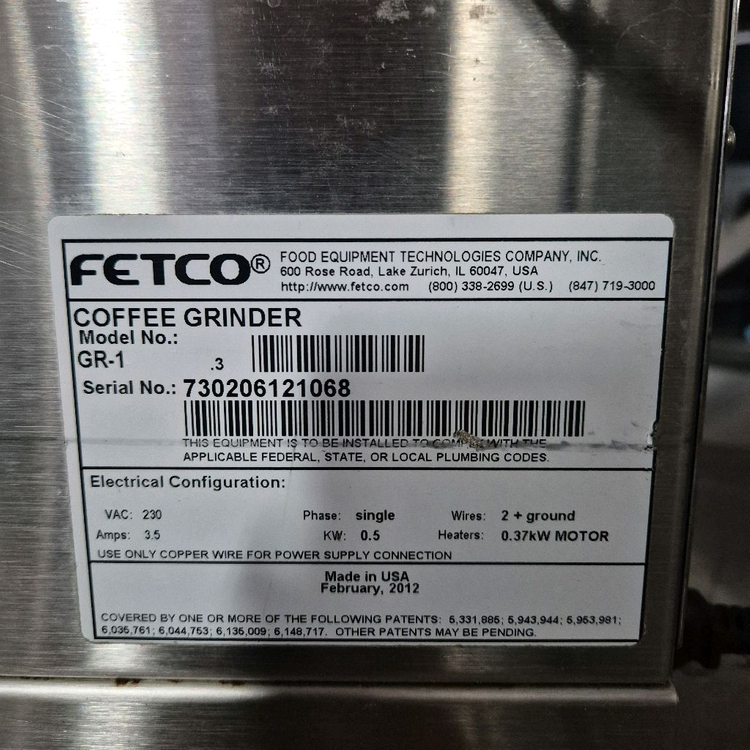 FETCO® FOOD EQUIPMENT TECHNOLOGIES COMPANY, INC.
600 Rose Road, Lake Zurich, IL 60047, USA
http://www.fetco.com (800) 338-2699 (U.S.) (847) 719-3000
COFFEE GRINDER
Model No.:
GR-1 .3
Serial No.: 730206121068
THIS EQUIPMENT IS TO BE INSTALLED TO COMPLY WITH THE
APPLICABLE FEDERAL, STATE, OR LOCAL PLUMBING CODES.
Electrical Configuration:
VAC: 230 Phase: single Wires: 2 + ground
Amps: 3.5 KW: 0.5 Heaters: 0.37kW MOTOR
USE ONLY COPPER WIRE FOR POWER SUPPLY CONNECTION
Made in USA
February, 2012
COVERED BY ONE OR MORE OF THE FOLLOWING PATENTS: 5,331,885; 5,943,944; 5,953,981;
6,035,761; 6,044,753; 6,135,009; 6,148,717. OTHER PATENTS MAY BE PENDING.